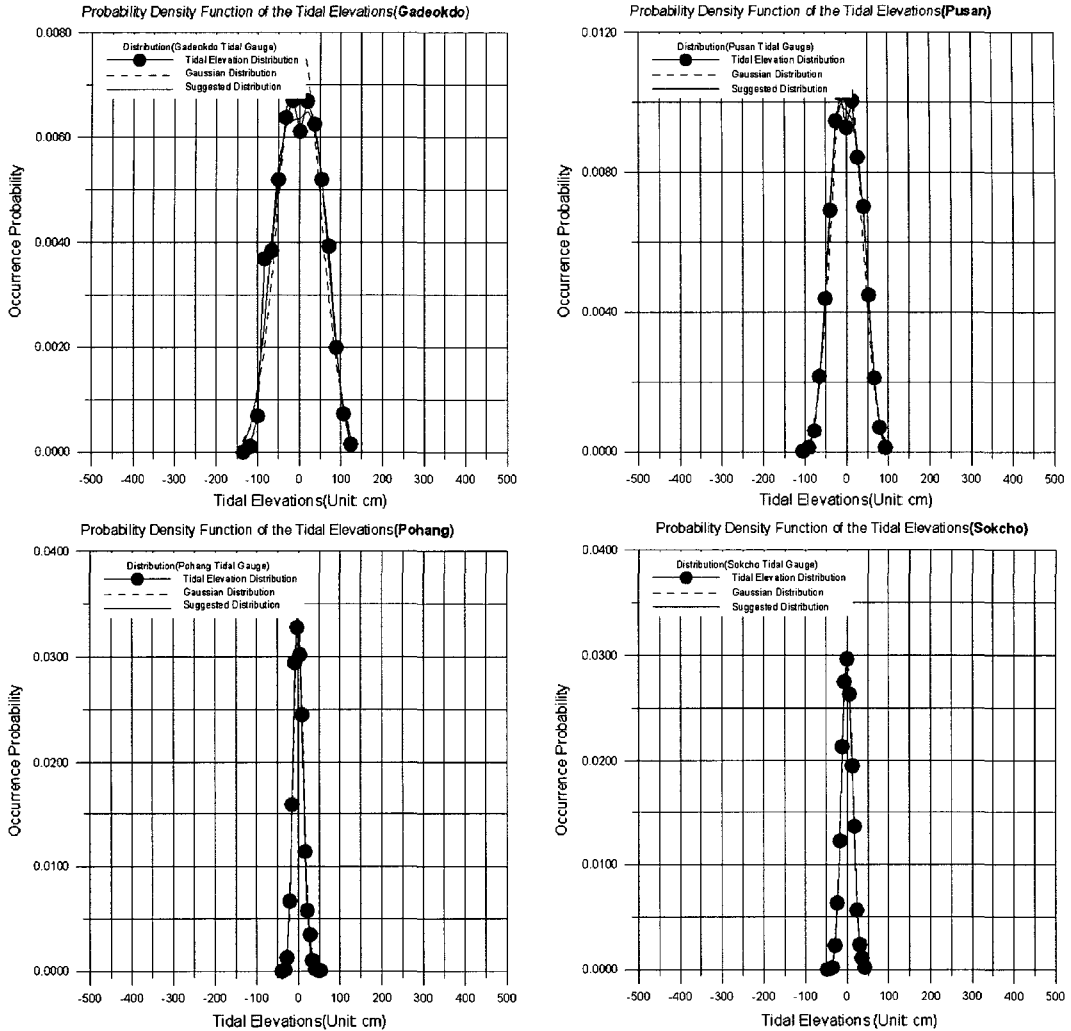 Probability Density Function of the Tidal Elevations(Gadeokdo)
0.0080
Distribution(Gadeokdo Tidal Gauge)
Tidal Elevation Distribution
Gaussian Distribution
Suggested Distribution
0.0060
0.0040
0.0020
0.0000
Occurrence Probability
-500 -400 -300 -200 -100 0 100 200 300 400 500
Tidal Elevations(Unit: cm)
Probability Density Function of the Tidal Elevations(Pusan)
0.0120
Distribution(Pusan Tidal Gauge)
Tidal Elevation Distribution
Gaussian Distribution
Suggested Distribution
0.0080
0.0040
0.0000
Occurrence Probability
-500 -400 -300 -200 -100 0 100 200 300 400 500
Tidal Elevations(Unit: cm)
Probability Density Function of the Tidal Elevations(Pohang)
0.0400
Distribution(Pohang Tidal Gauge)
Tidal Elevation Distribution
Gaussian Distribution
Suggested Distribution
0.0300
0.0200
0.0100
0.0000
Occurrence Probability
-500 -400 -300 -200 -100 0 100 200 300 400 500
Tidal Elevations(Unit: cm)
Probability Density Function of the Tidal Elevations(Sokcho)
0.0400
Distribution(Sokcho Tidal Gauge)
Tidal Elevation Distribution
Gaussian Distribution
Suggested Distribution
0.0300
0.0200
0.0100
0.0000
Occurrence Probability
-500 -400 -300 -200 -100 0 100 200 300 400 500
Tidal Elevations(Unit: cm)